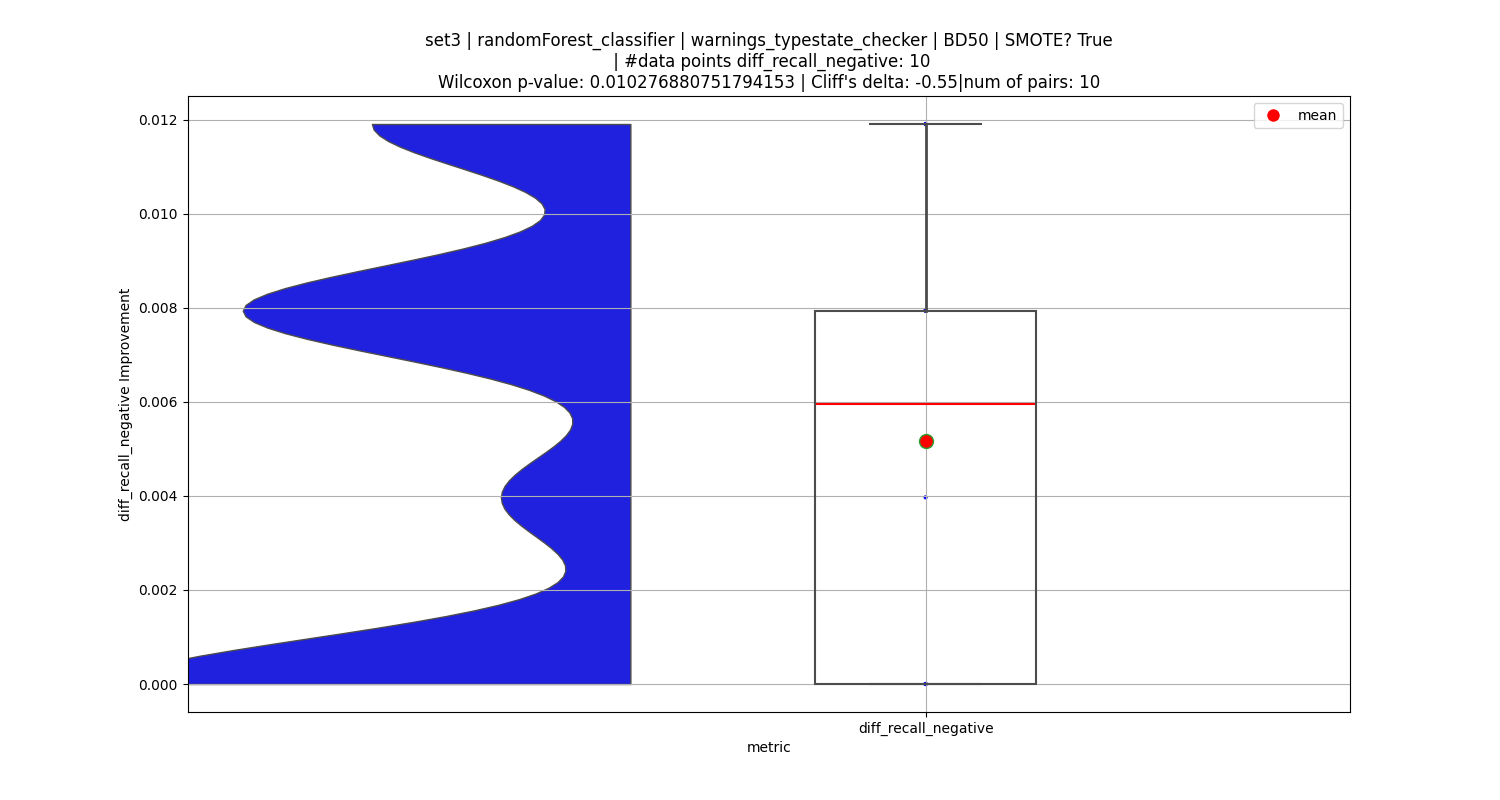 set3 | randomForest_classifier | warnings_typestate_checker | BD50 | SMOTE? True
| #data points diff_recall_negative: 10
Wilcoxon p-value: 0.010276880751794153 | Cliff's delta: -0.55|num of pairs: 10
mean
0.012
0.010
0.008
0.006
0.004
0.002
0.000
diff_recall_negative Improvement
diff_recall_negative
metric